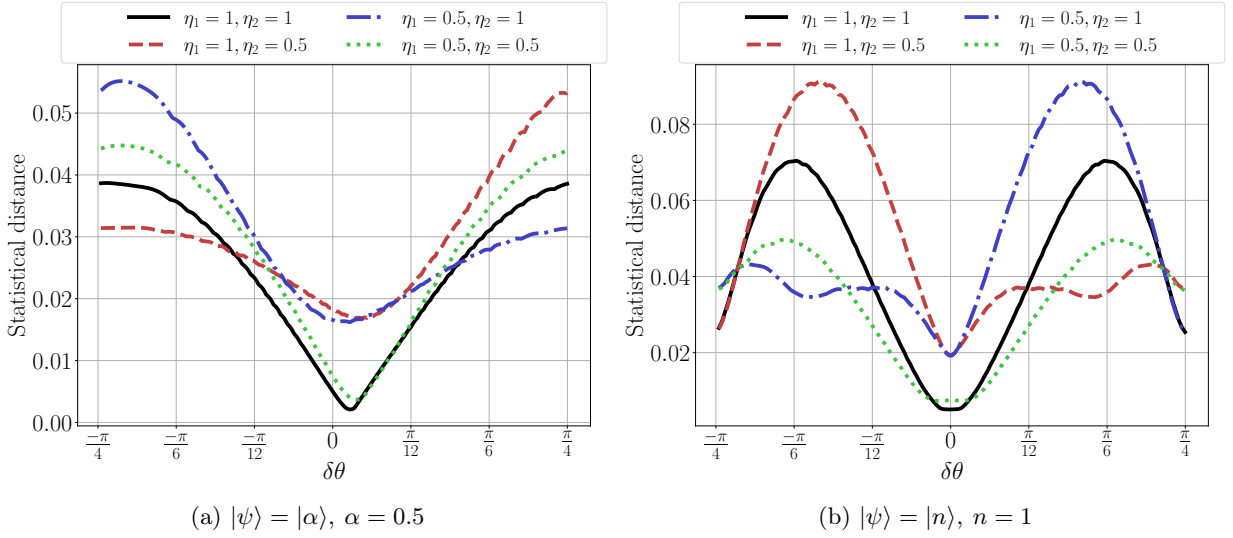 η₁ = 1, η₂ = 1
η₁ = 0.5, η₂ = 1
η₁ = 1, η₂ = 0.5
η₁ = 0.5, η₂ = 0.5
Statistical distance
0.05
0.04
0.03
0.02
0.01
0.00
−π/4
−π/6
−π/12
0
π/12
π/6
π/4
δθ
(a) |ψ⟩ = |α⟩, α = 0.5
η₁ = 1, η₂ = 1
η₁ = 0.5, η₂ = 1
η₁ = 1, η₂ = 0.5
η₁ = 0.5, η₂ = 0.5
Statistical distance
0.08
0.06
0.04
0.02
−π/4
−π/6
−π/12
0
π/12
π/6
π/4
δθ
(b) |ψ⟩ = |n⟩, n = 1